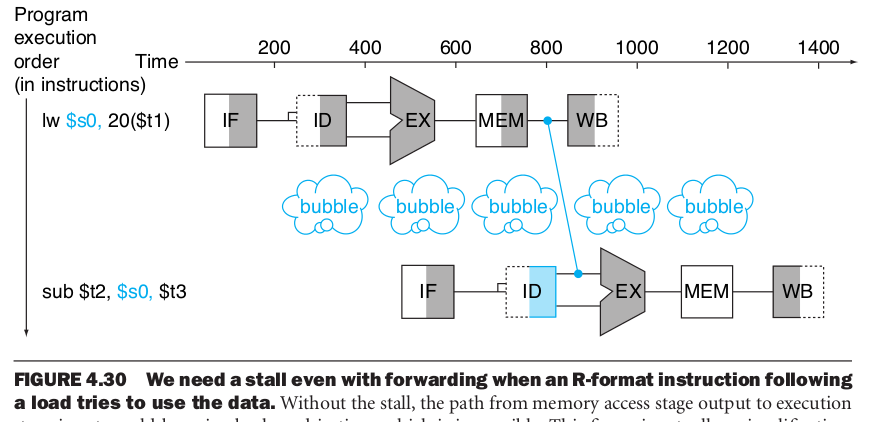 Program
execution
order
(in instructions)
Time
200 400 600 800 1000 1200 1400
lw $s0, 20($t1)
IF ID EX MEM WB
bubble bubble bubble bubble bubble
sub $t2, $s0, $t3
IF ID EX MEM WB
FIGURE 4.30 We need a stall even with forwarding when an R-format instruction following
a load tries to use the data. Without the stall, the path from memory access stage output to execution